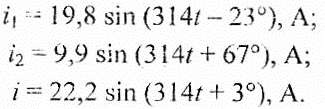 i₁ = 19,8 sin (314t − 23°), А;
i₂ = 9,9 sin (314t + 67°), А;
i = 22,2 sin (314t + 3°), А.